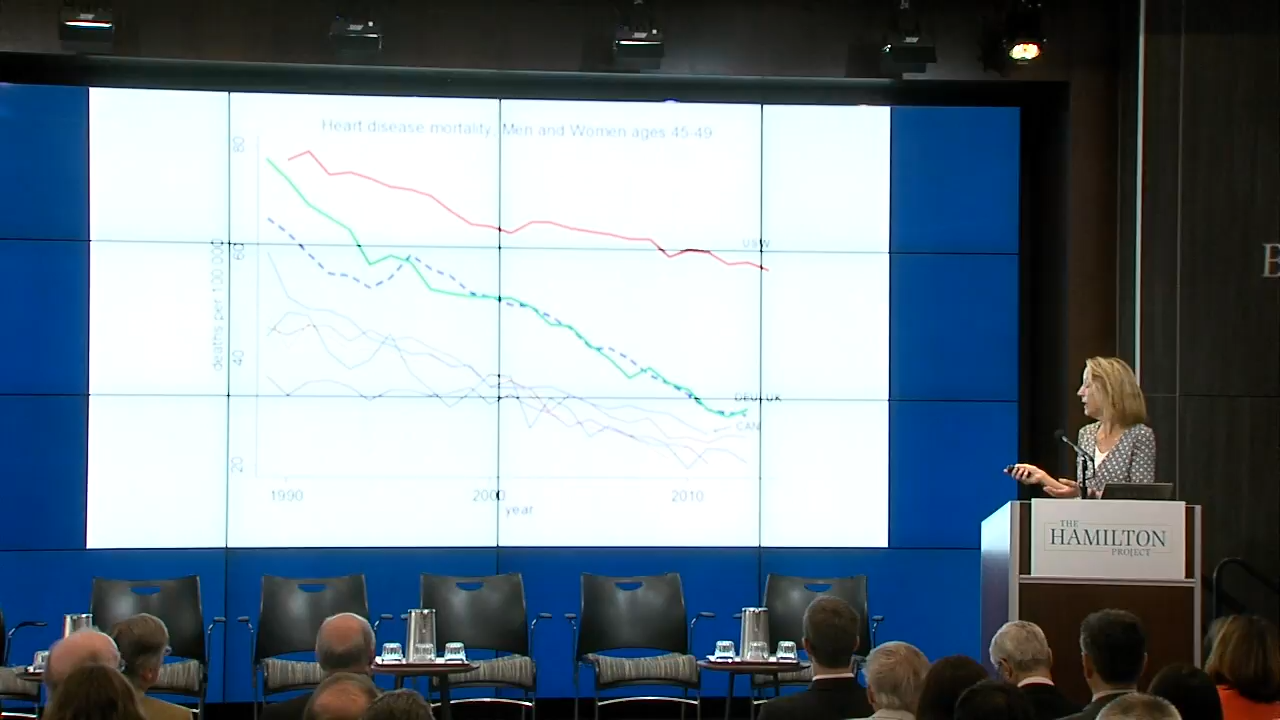 Heart disease mortality, Men and Women ages 45-49
80
60
40
20
deaths per 100,000
USW
DEU UK
CAN
1990 2000 2010
year
E
THE
HAMILTON
PROJECT